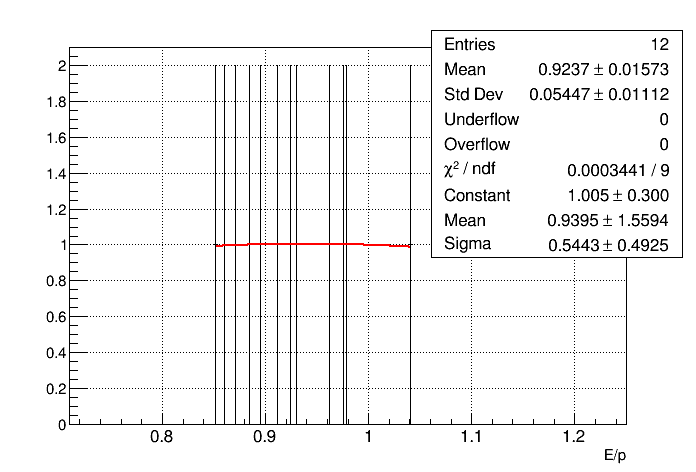 Entries 12
Mean 0.9237 ± 0.01573
Std Dev 0.05447 ± 0.01112
Underflow 0
Overflow 0
χ² / ndf 0.0003441 / 9
Constant 1.005 ± 0.300
Mean 0.9395 ± 1.5594
Sigma 0.5443 ± 0.4925
2
1.8
1.6
1.4
1.2
1
0.8
0.6
0.4
0.2
0
0.8 0.9 1 1.1 1.2
E/p